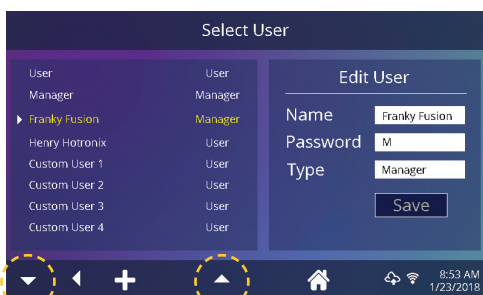 Select User
User User
Manager Manager
Franky Fusion Manager
Henry Hotronix User
Custom User 1 User
Custom User 2 User
Custom User 3 User
Custom User 4 User
Edit User
Name Franky Fusion
Password M
Type Manager
Save
8:53 AM
1/23/2018